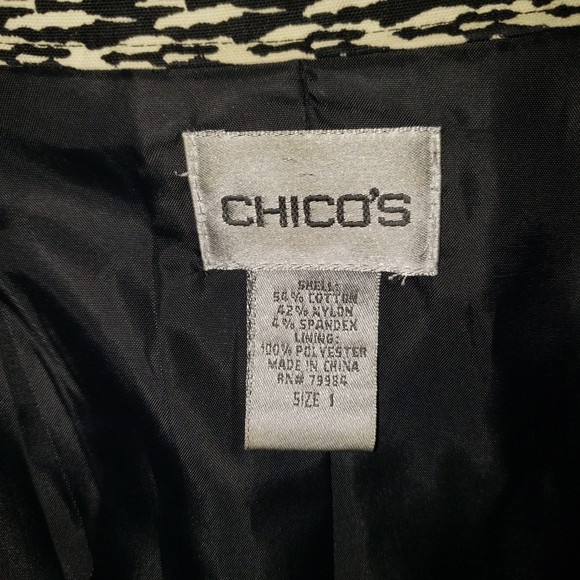 CHICO'S
SHELL:
54% COTTON
42% NYLON
4% SPANDEX
LINING:
100% POLYESTER
MADE IN CHINA
RN# 79984
SIZE 1